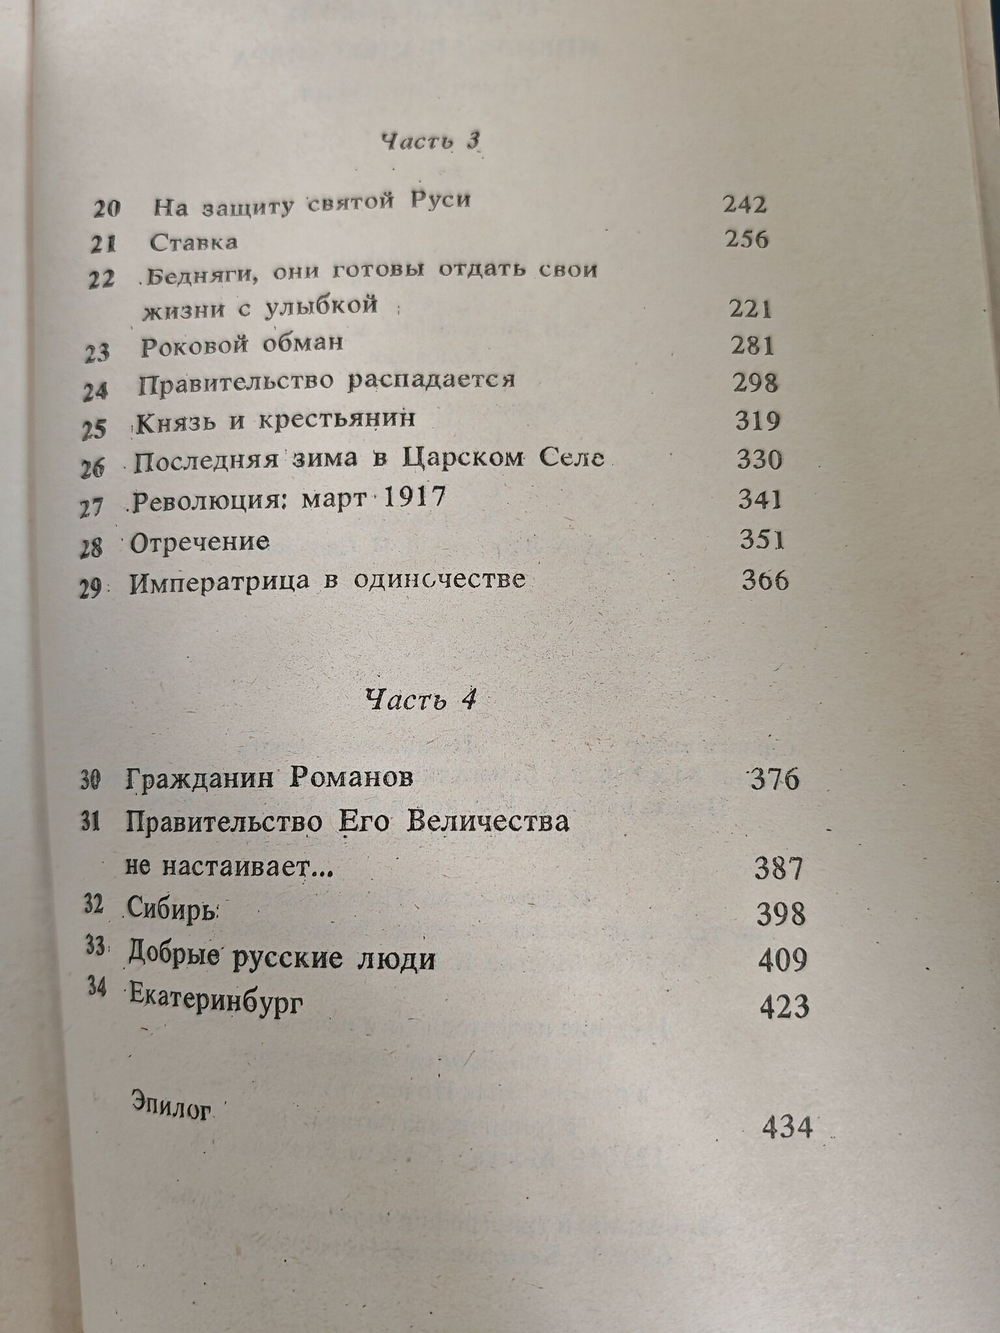 Часть 3
20 На защиту святой Руси 242
21 Ставка 256
22 Бедняги, они готовы отдать свои
жизни с улыбкой 221
23 Роковой обман 281
24 Правительство распадается 298
25 Князь и крестьянин 319
26 Последняя зима в Царском Селе 330
27 Революция: март 1917 341
28 Отречение 351
29 Императрица в одиночестве 366
Часть 4
30 Гражданин Романов 376
31 Правительство Его Величества
не настаивает... 387
32 Сибирь 398
33 Добрые русские люди 409
34 Екатеринбург 423
Эпилог 434